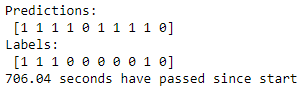 Predictions:
[1 1 1 1 0 1 1 1 1 0]
Labels:
[1 1 1 0 0 0 0 0 1 0]
706.04 seconds have passed since start